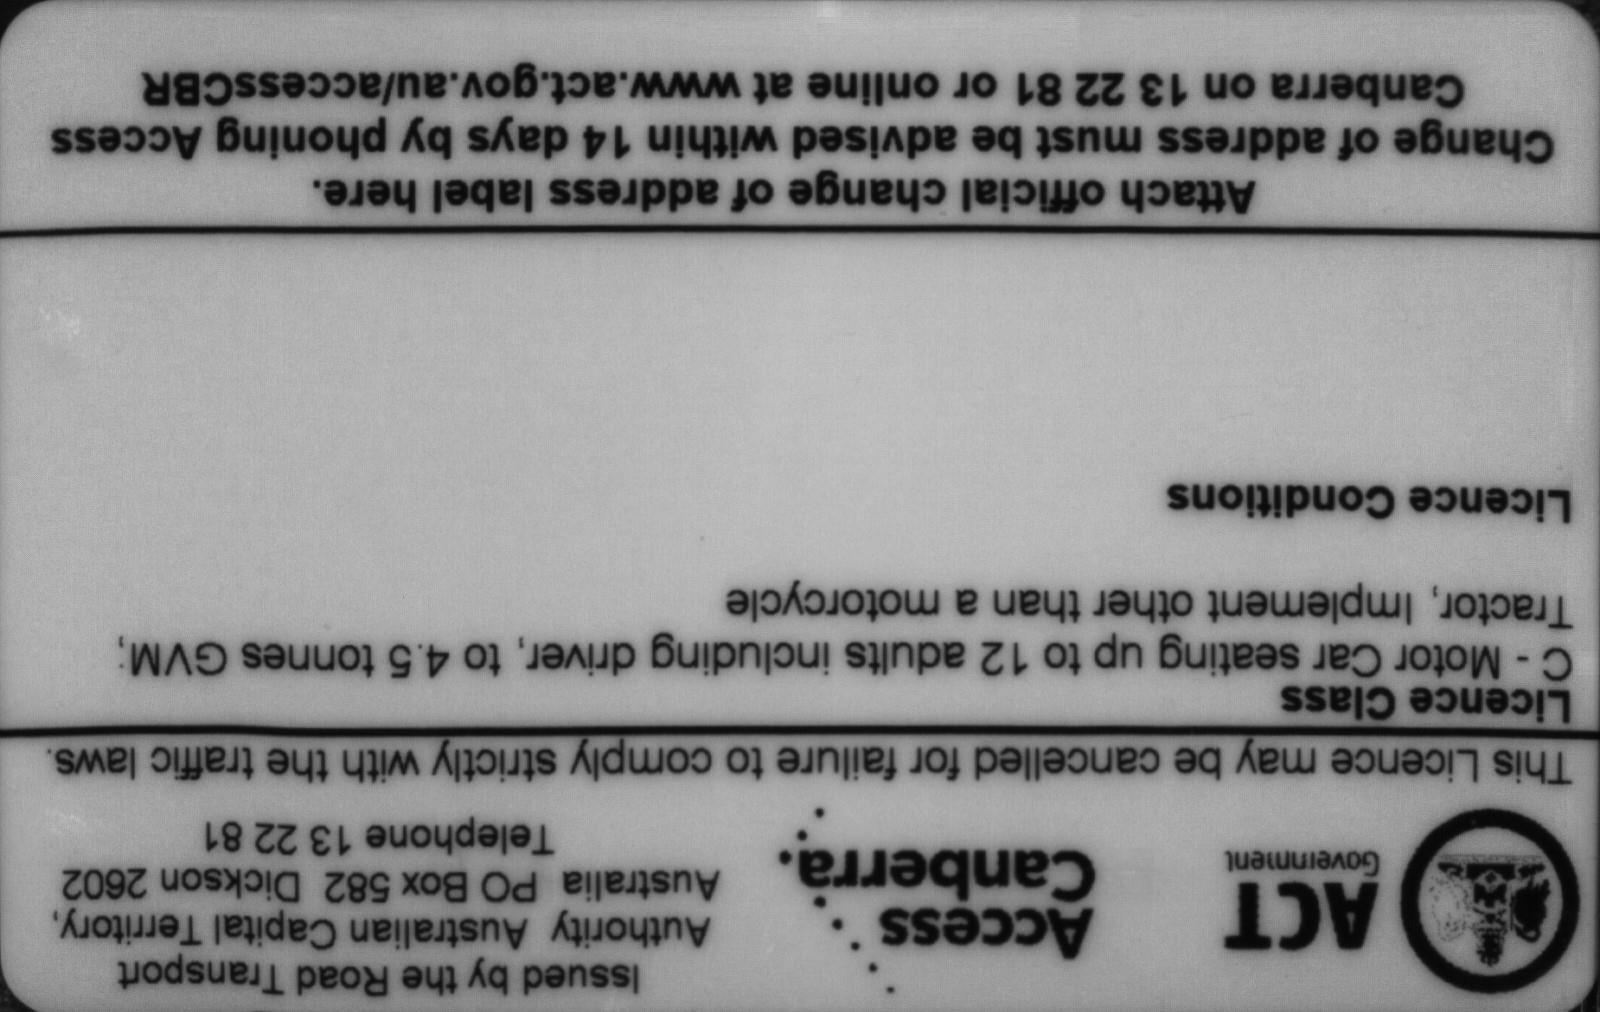 ACT
Government
Access
Canberra.
Issued by the Road Transport
Authority Australian Capital Territory,
Australia PO Box 582 Dickson 2602
Telephone 13 22 81
This Licence may be cancelled for failure to comply strictly with the traffic laws.
Licence Class
C - Motor Car seating up to 12 adults including driver, to 4.5 tonnes GVM;
Tractor, Implement other than a motorcycle
Licence Conditions
Attach official change of address label here.
Change of address must be advised within 14 days by phoning Access
Canberra on 13 22 81 or online at www.act.gov.au/accessCBR